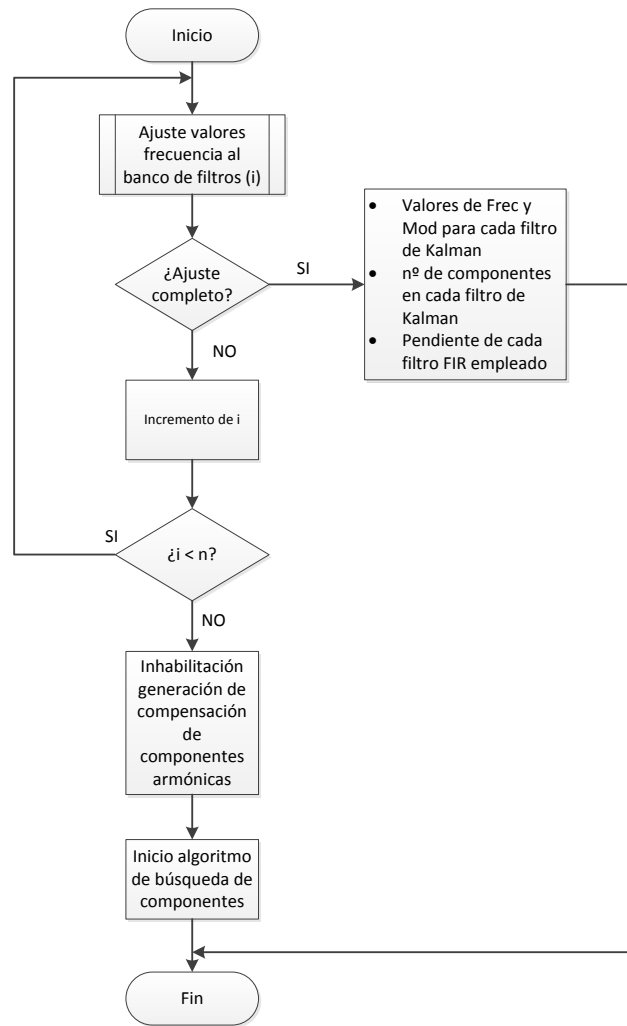 Inicio
Ajuste valores
frecuencia al
banco de filtros (i)
¿Ajuste
completo?
SI
• Valores de Frec y
Mod para cada filtro
de Kalman
• nº de componentes
en cada filtro de
Kalman
• Pendiente de cada
filtro FIR empleado
NO
Incremento de i
SI
¿i < n?
NO
Inhabilitación
generación de
compensación
de
componentes
armónicas
Inicio algoritmo
de búsqueda de
componentes
Fin